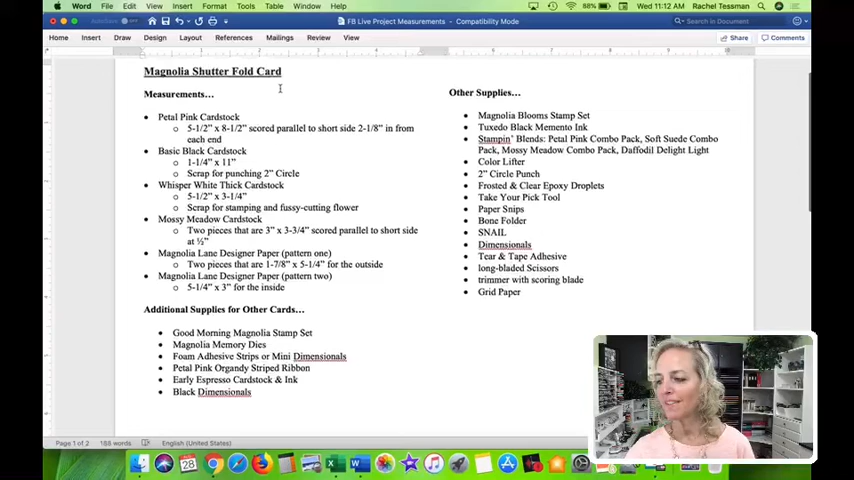 Word File Edit View Insert Format Tools Table Window Help 88% Wed 11:12 AM Rachel Tessman
AutoSave FB Live Project Measurements - Compatibility Mode Search in Document
Home Insert Draw Design Layout References Mailings Review View Share Comments
Magnolia Shutter Fold Card
Measurements…
• Petal Pink Cardstock
o 5-1/2” x 8-1/2” scored parallel to short side 2-1/8” in from
each end
• Basic Black Cardstock
o 1-1/4” x 11”
o Scrap for punching 2” Circle
• Whisper White Thick Cardstock
o 5-1/2” x 3-1/4”
o Scrap for stamping and fussy-cutting flower
• Mossy Meadow Cardstock
o Two pieces that are 3” x 3-3/4” scored parallel to short side
at ½”
• Magnolia Lane Designer Paper (pattern one)
o Two pieces that are 1-7/8” x 5-1/4” for the outside
• Magnolia Lane Designer Paper (pattern two)
o 5-1/4” x 3” for the inside
Additional Supplies for Other Cards…
• Good Morning Magnolia Stamp Set
• Magnolia Memory Dies
• Foam Adhesive Strips or Mini Dimensionals
• Petal Pink Organdy Striped Ribbon
• Early Espresso Cardstock & Ink
• Black Dimensionals
Other Supplies…
• Magnolia Blooms Stamp Set
• Tuxedo Black Memento Ink
• Stampin’ Blends: Petal Pink Combo Pack, Soft Suede Combo
Pack, Mossy Meadow Combo Pack, Daffodil Delight Light
• Color Lifter
• 2” Circle Punch
• Frosted & Clear Epoxy Droplets
• Take Your Pick Tool
• Paper Snips
• Bone Folder
• SNAIL
• Dimensionals
• Tear & Tape Adhesive
• long-bladed Scissors
• trimmer with scoring blade
• Grid Paper
Page 1 of 2 188 words English (United States)
28